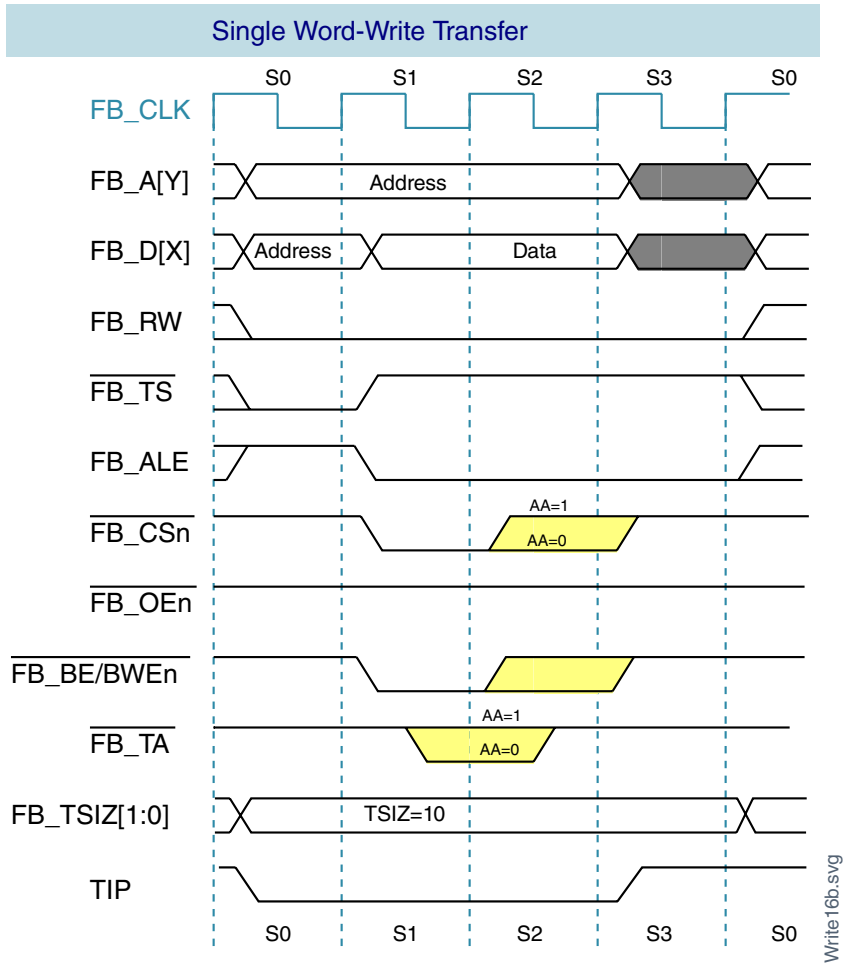 Single Word-Write Transfer
S0 S1 S2 S3 S0
FB_CLK
FB_A[Y] Address
FB_D[X] Address Data
FB_RW
FB_TS
FB_ALE
AA=1
FB_CSn AA=0
FB_OEn
FB_BE/BWEn
AA=1
FB_TA AA=0
FB_TSIZ[1:0] TSIZ=10
TIP
S0 S1 S2 S3 S0
Write16b.svg